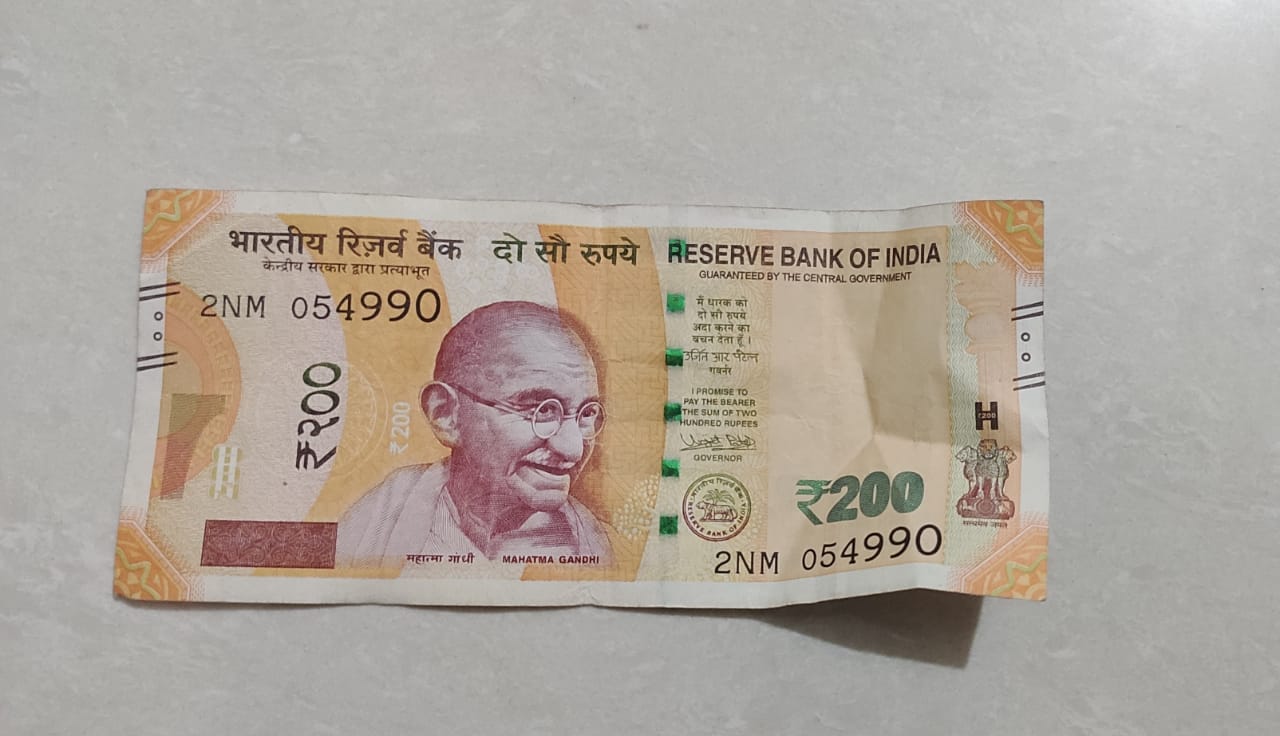 भारतीय रिज़र्व बैंक
केन्द्रीय सरकार द्वारा प्रत्याभूत
दो सौ रुपये
RESERVE BANK OF INDIA
GUARANTEED BY THE CENTRAL GOVERNMENT
2NM 054990
₹२००
₹200
मैं धारक को
दो सौ रुपये
अदा करने का
वचन देता हूँ ।
उर्जित आर पटेल
गवर्नर
I PROMISE TO
PAY THE BEARER
THE SUM OF TWO
HUNDRED RUPEES
GOVERNOR
भारतीय रिज़र्व बैंक
RESERVE BANK OF INDIA
₹200
2NM 054990
महात्मा गांधी
MAHATMA GANDHI
H
₹200
सत्यमेव जयते